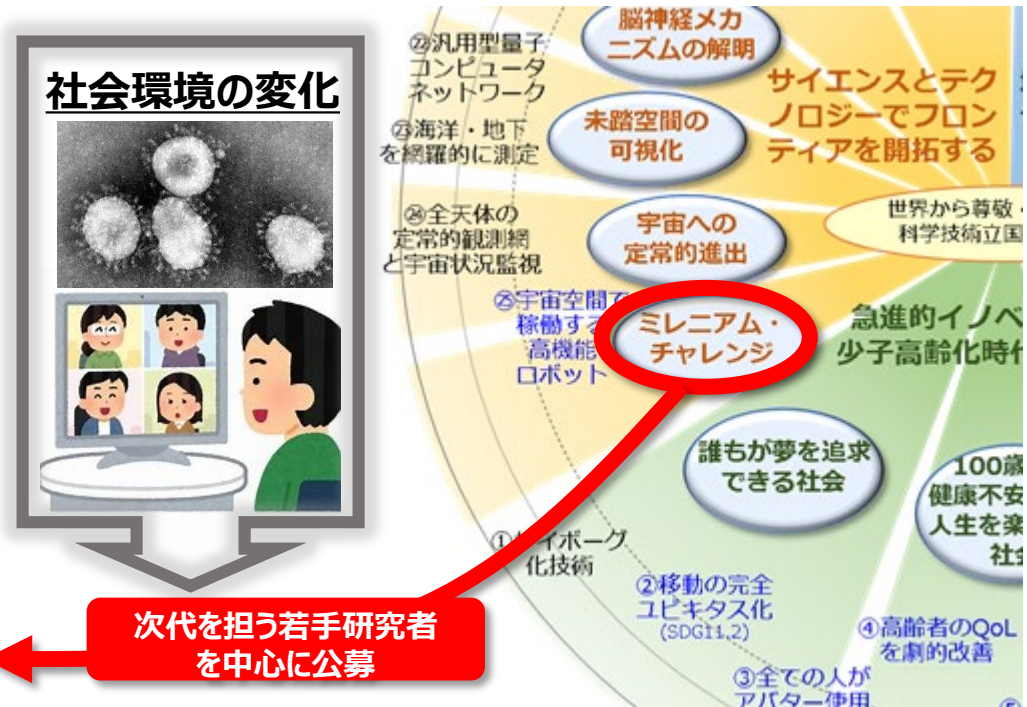 社会環境の変化
次代を担う若手研究者
を中心に公募
脳神経メカ
ニズムの解明
㉒汎用型量子
コンピュータ
ネットワーク
サイエンスとテク
ノロジーでフロン
ティアを開拓する
未踏空間の
可視化
㉓海洋・地下
を網羅的に測定
世界から尊敬・
科学技術立国
㉔全天体の
定常的観測網
と宇宙状況監視
宇宙への
定常的進出
㉕宇宙空間で
稼働する
高機能
ロボット
ミレニアム・
チャレンジ
急進的イノベ
少子高齢化時代
誰もが夢を追求
できる社会
100歳
健康不安
人生を楽
社会
①サイボーグ
化技術
②移動の完全
ユビキタス化
(SDG11.2)
④高齢者のQoL
を劇的改善
③全ての人が
アバター使用